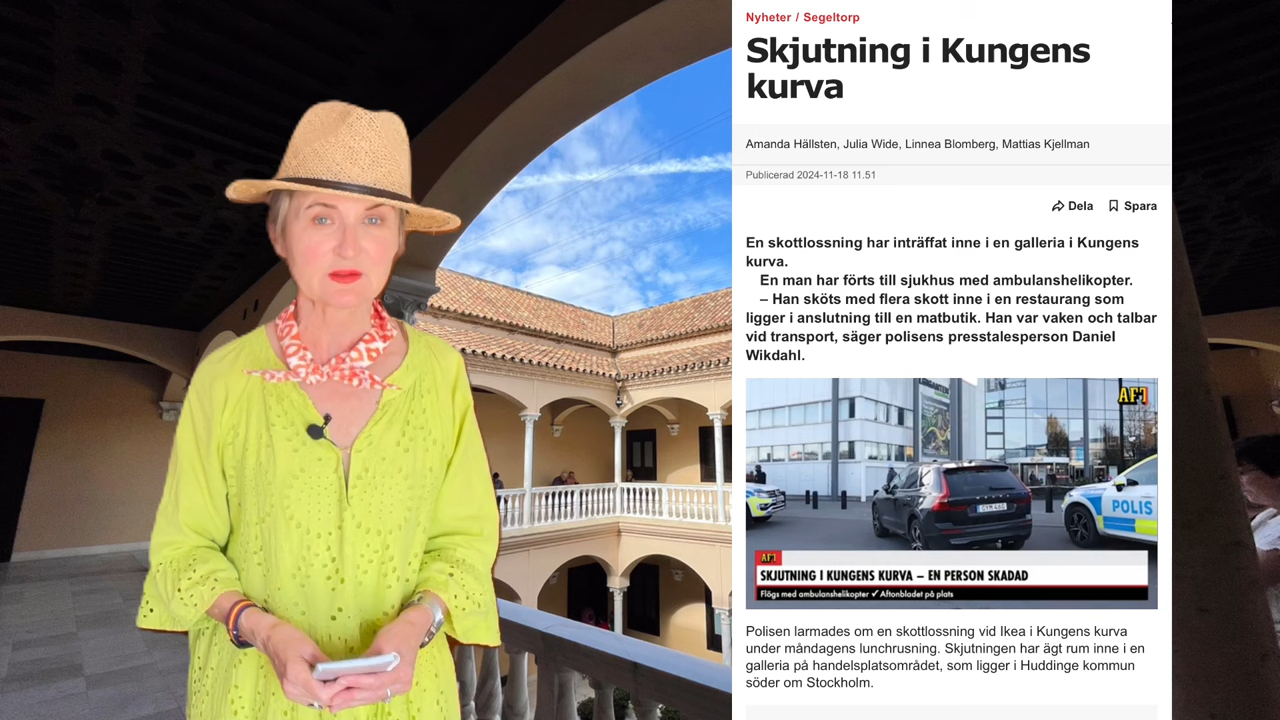 Nyheter / Segeltorp
Skjutning i Kungens
kurva
Amanda Hällsten, Julia Wide, Linnea Blomberg, Mattias Kjellman
Publicerad 2024-11-18 11.51
Dela
Spara
En skottlossning har inträffat inne i en galleria i Kungens
kurva.
En man har förts till sjukhus med ambulanshelikopter.
– Han sköts med flera skott inne i en restaurang som
ligger i anslutning till en matbutik. Han var vaken och talbar
vid transport, säger polisens presstalesperson Daniel
Wikdahl.
POLIS
SKJUTNING I KUNGENS KURVA – EN PERSON SKADAD
Flögs med ambulanshelikopter ✓ Aftonbladet på plats
Polisen larmades om en skottlossning vid Ikea i Kungens kurva
under måndagens lunchrusning. Skjutningen har ägt rum inne i en
galleria på handelsplatsområdet, som ligger i Huddinge kommun
söder om Stockholm.